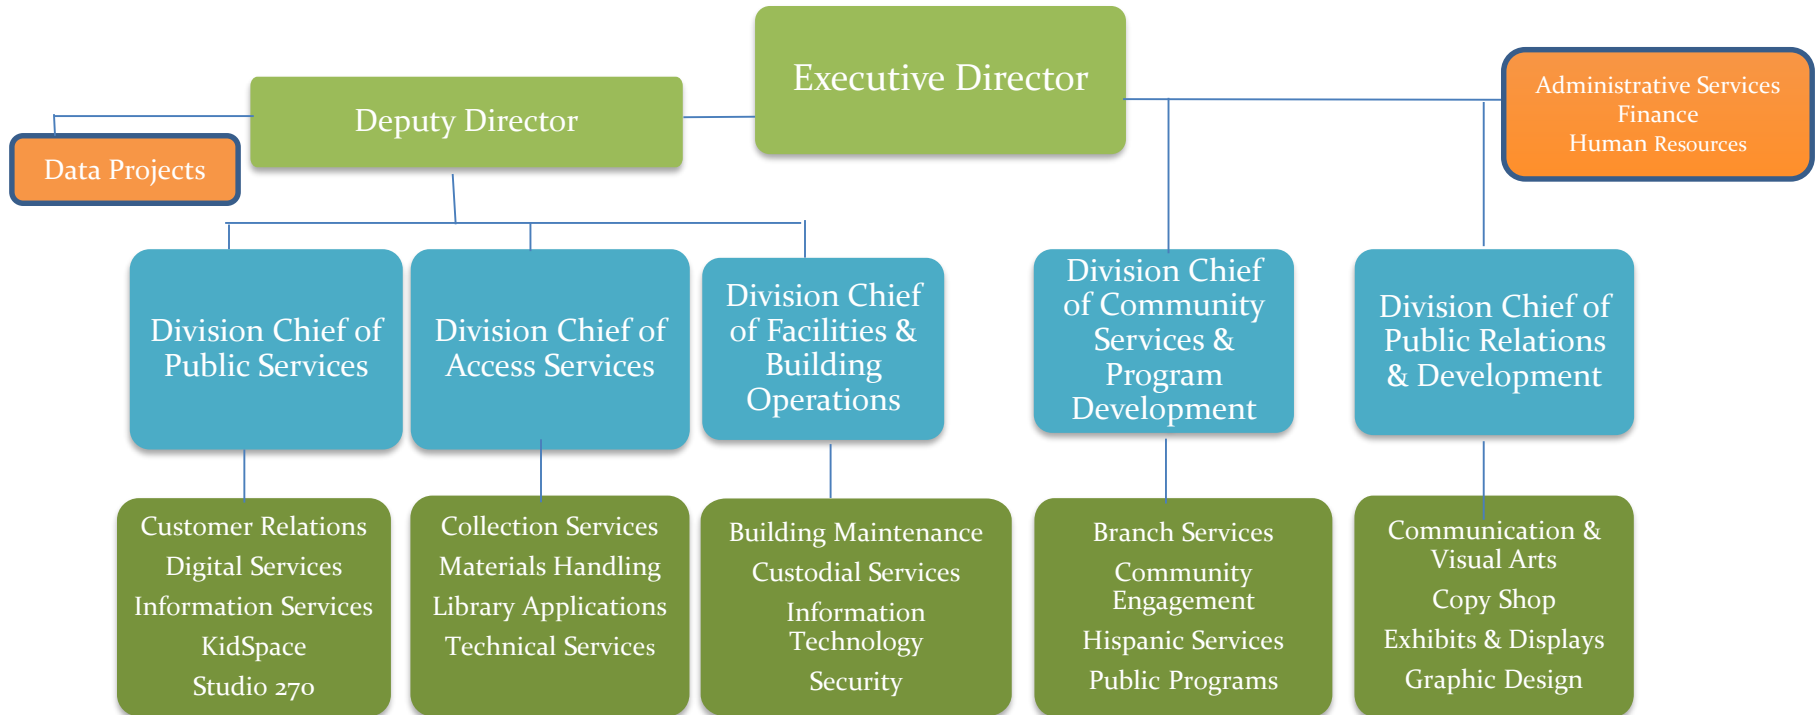 Executive Director
Deputy Director
Administrative Services
Finance
Human Resources
Data Projects
Division Chief of
Public Services
Division Chief of
Access Services
Division Chief
of Facilities &
Building
Operations
Division Chief
of Community
Services &
Program
Development
Division Chief of
Public Relations
& Development
Customer Relations
Digital Services
Information Services
KidSpace
Studio 270
Collection Services
Materials Handling
Library Applications
Technical Services
Building Maintenance
Custodial Services
Information
Technology
Security
Branch Services
Community
Engagement
Hispanic Services
Public Programs
Communication &
Visual Arts
Copy Shop
Exhibits & Displays
Graphic Design